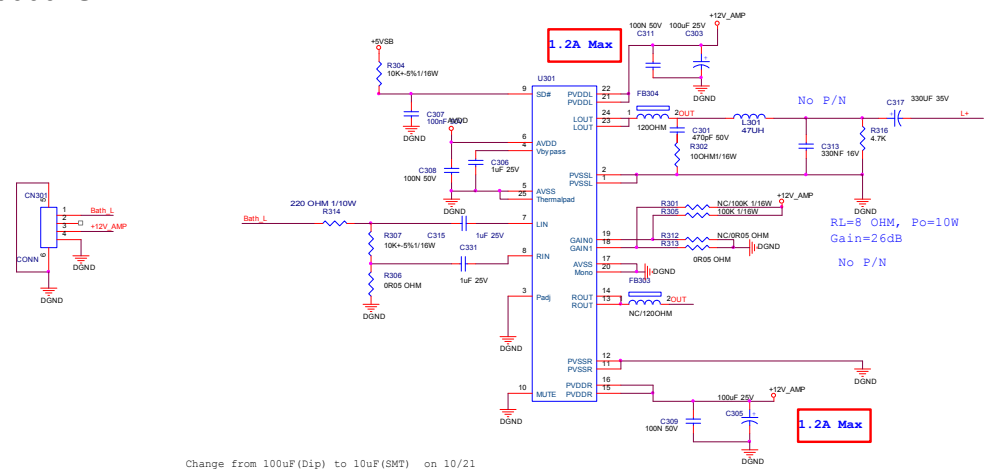 +12V_AMP
100N 50V
100uF 25V
C311
C303
1.2A Max
+5VSB
R304
10K+-5%1/16W
DGND
U301
9
SD#
PVDDL
PVDDL
22
21
FB304
LOUT
LOUT
24
23
1
2
OUT
120OHM
C307
100nF 50V
AVDD
DGND
6
4
AVDD
Vbypass
C308
100N 50V
C306
1uF 25V
C301
470pF 50V
R302
10OHM1/16W
L301
47UH
No P/N
C317
330UF 35V
L+
R316
4.7K
C313
330NF 16V
5
25
AVSS
Thermalpad
PVSSL
PVSSL
2
1
DGND
DGND
CN301
5
1
2
3
4
6
CONN
Bath_L
+12V_AMP
DGND
DGND
Bath_L
220 OHM 1/10W
R314
C315
1uF 25V
7
LIN
R307
10K+-5%1/16W
C331
1uF 25V
8
RIN
R306
0R05 OHM
DGND
R301
R305
NC/100K 1/16W
100K 1/16W
+12V_AMP
GAIN0
GAIN1
19
18
R312
R313
NC/0R05 OHM
0R05 OHM
DGND
RL=8 OHM, Po=10W
Gain=26dB
No P/N
AVSS
Mono
17
20
DGND
FB303
3
Padj
DGND
ROUT
ROUT
14
13
2
OUT
NC/120OHM
PVSSR
PVSSR
12
11
DGND
10
MUTE
DGND
PVDDR
PVDDR
16
15
+12V_AMP
100uF 25V
C309
100N 50V
C305
DGND
1.2A Max
Change from 100uF(Dip) to 10uF(SMT) on 10/21